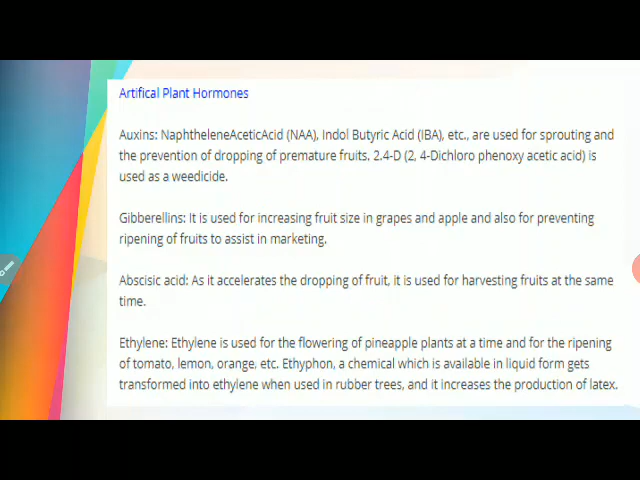 Artifical Plant Hormones
Auxins: NaphtheleneAceticAcid (NAA), Indol Butyric Acid (IBA), etc., are used for sprouting and
the prevention of dropping of premature fruits. 2.4-D (2, 4-Dichloro phenoxy acetic acid) is
used as a weedicide.
Gibberellins: It is used for increasing fruit size in grapes and apple and also for preventing
ripening of fruits to assist in marketing.
Abscisic acid: As it accelerates the dropping of fruit, it is used for harvesting fruits at the same
time.
Ethylene: Ethylene is used for the flowering of pineapple plants at a time and for the ripening
of tomato, lemon, orange, etc. Ethyphon, a chemical which is available in liquid form gets
transformed into ethylene when used in rubber trees, and it increases the production of latex.